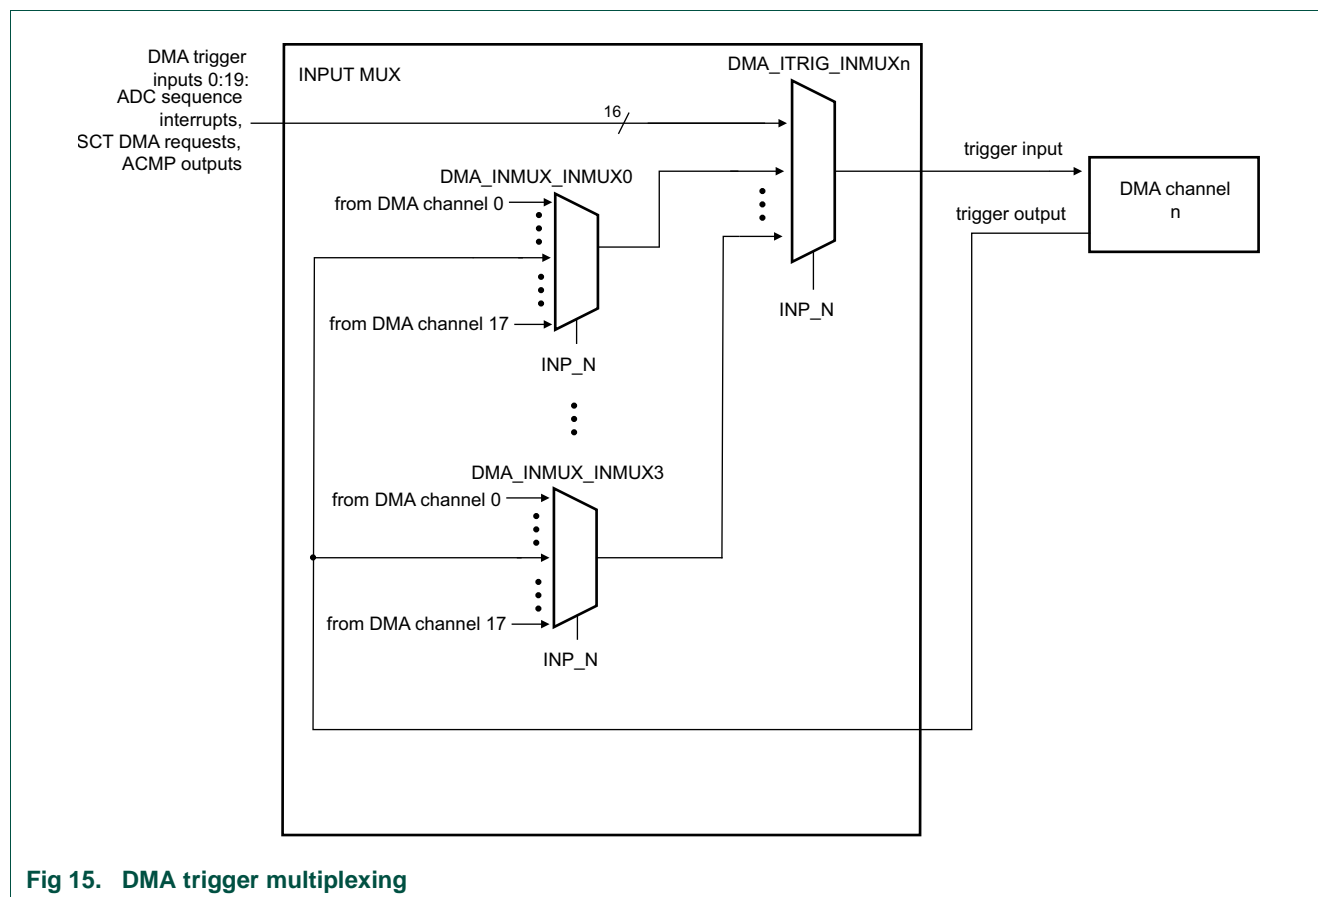 DMA trigger
inputs 0:19:
ADC sequence
interrupts,
SCT DMA requests,
ACMP outputs
INPUT MUX
DMA_ITRIG_INMUXn
16
trigger input
DMA channel
n
trigger output
DMA_INMUX_INMUX0
from DMA channel 0
from DMA channel 17
INP_N
INP_N
DMA_INMUX_INMUX3
from DMA channel 0
from DMA channel 17
INP_N
Fig 15. DMA trigger multiplexing